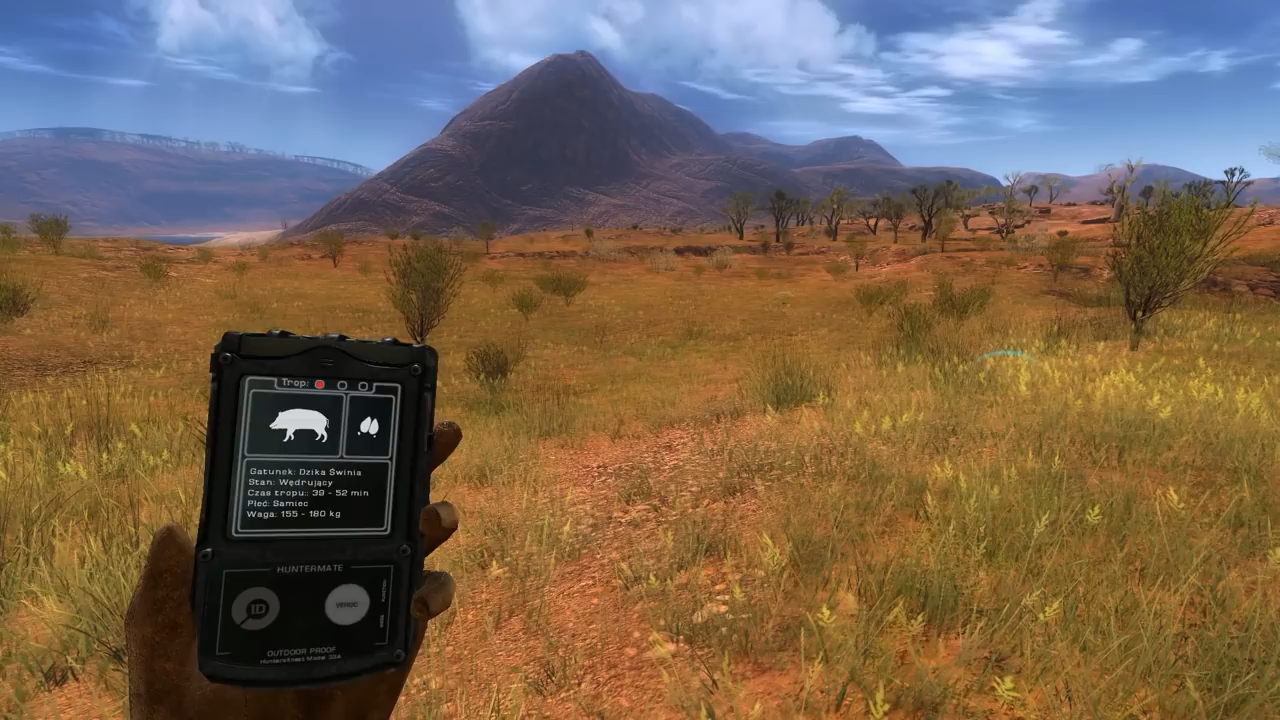 Trop:
Gatunek: Dzika Świnia
Stan: Wędrujący
Czas tropu:: 39 - 52 min
Płeć: Samiec
Waga: 155 - 180 kg
HUNTERMATE
ID
OUTDOOR PROOF